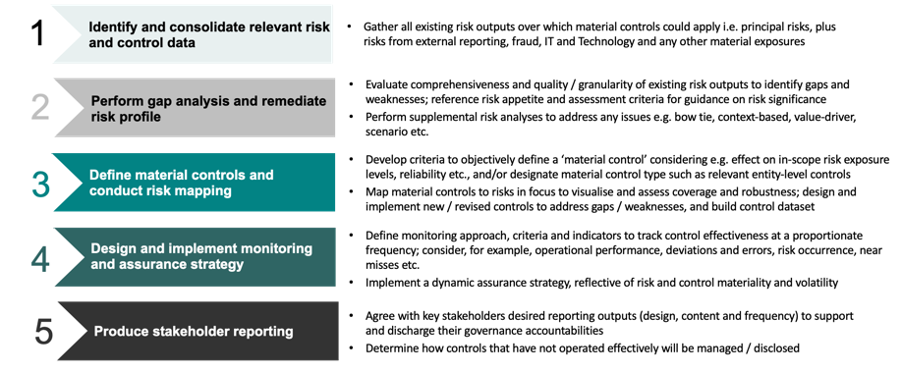 1
Identify and consolidate relevant risk
and control data
• Gather all existing risk outputs over which material controls could apply i.e. principal risks, plus
risks from external reporting, fraud, IT and Technology and any other material exposures
2
Perform gap analysis and remediate
risk profile
• Evaluate comprehensiveness and quality / granularity of existing risk outputs to identify gaps and
weaknesses; reference risk appetite and assessment criteria for guidance on risk significance
• Perform supplemental risk analyses to address any issues e.g. bow tie, context-based, value-driver,
scenario etc.
3
Define material controls and
conduct risk mapping
• Develop criteria to objectively define a ‘material control’ considering e.g. effect on in-scope risk exposure
levels, reliability etc., and/or designate material control type such as relevant entity-level controls
• Map material controls to risks in focus to visualise and assess coverage and robustness; design and
implement new / revised controls to address gaps / weaknesses, and build control dataset
4
Design and implement monitoring
and assurance strategy
• Define monitoring approach, criteria and indicators to track control effectiveness at a proportionate
frequency; consider, for example, operational performance, deviations and errors, risk occurrence, near
misses etc.
• Implement a dynamic assurance strategy, reflective of risk and control materiality and volatility
5
Produce stakeholder reporting
• Agree with key stakeholders desired reporting outputs (design, content and frequency) to support
and discharge their governance accountabilities
• Determine how controls that have not operated effectively will be managed / disclosed